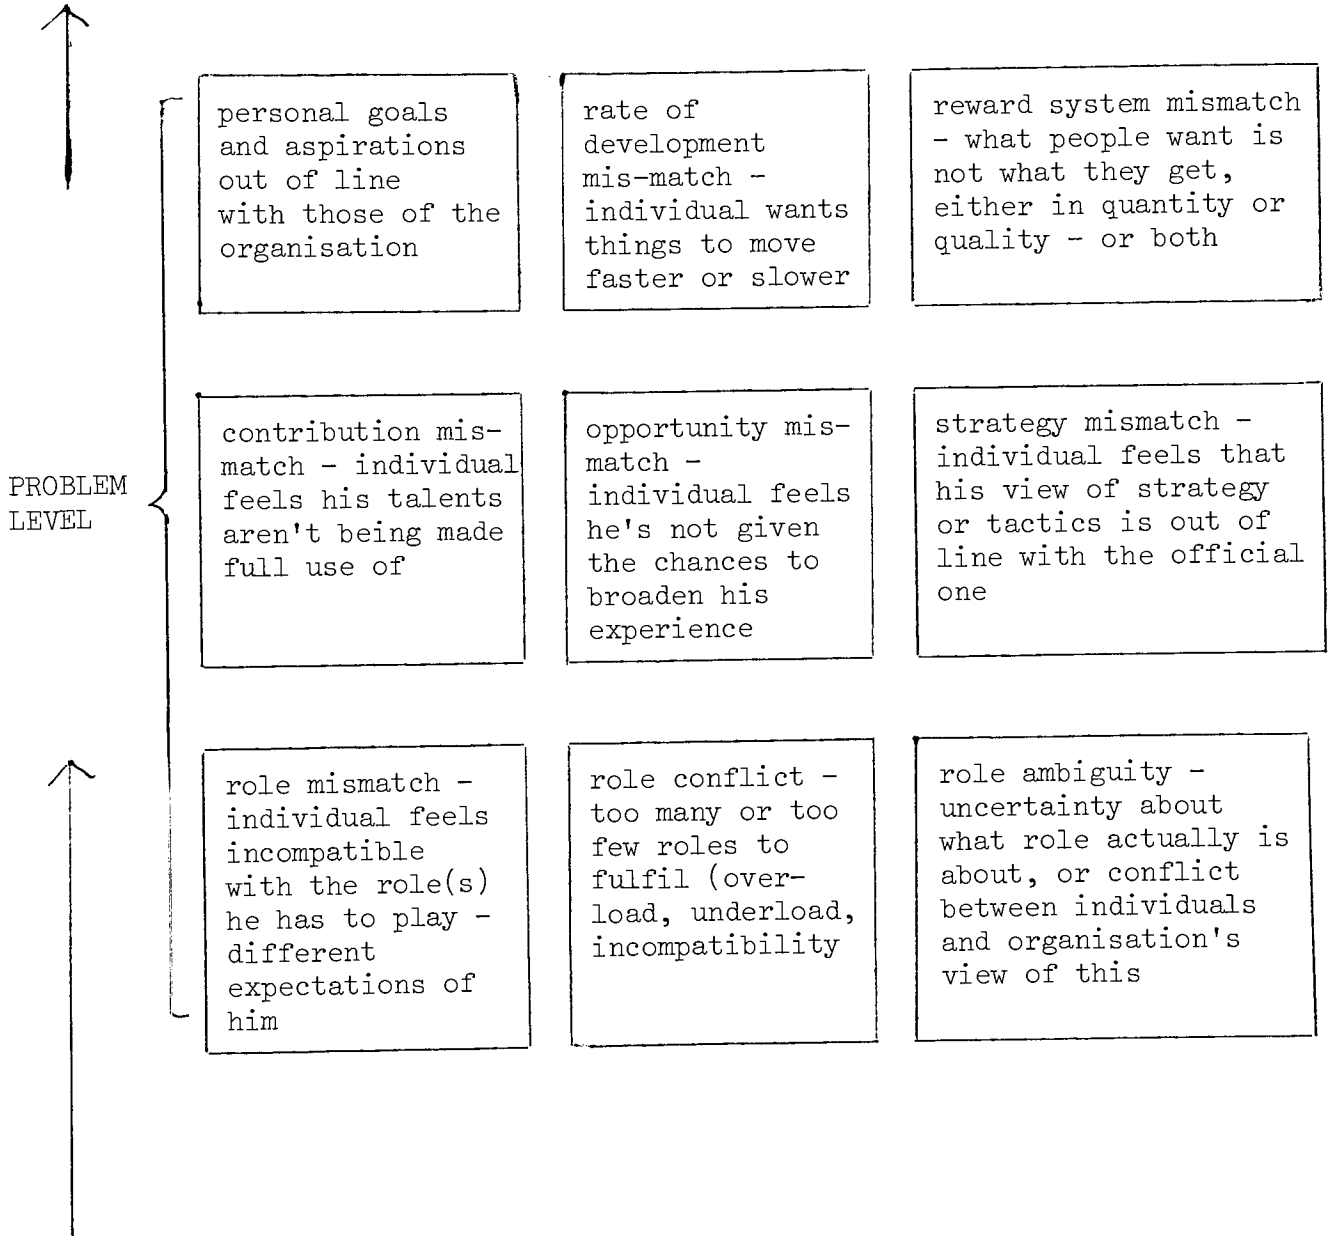 personal goals
and aspirations
out of line
with those of the
organisation
rate of
development
mis-match -
individual wants
things to move
faster or slower
reward system mismatch
- what people want is
not what they get,
either in quantity or
quality - or both
PROBLEM
LEVEL
contribution mis-
match - individual
feels his talents
aren't being made
full use of
opportunity mis-
match -
individual feels
he's not given
the chances to
broaden his
experience
strategy mismatch -
individual feels that
his view of strategy
or tactics is out of
line with the official
one
role mismatch -
individual feels
incompatible
with the role(s)
he has to play -
different
expectations of
him
role conflict -
too many or too
few roles to
fulfil (over-
load, underload,
incompatibility
role ambiguity -
uncertainty about
what role actually is
about, or conflict
between individuals
and organisation's
view of this